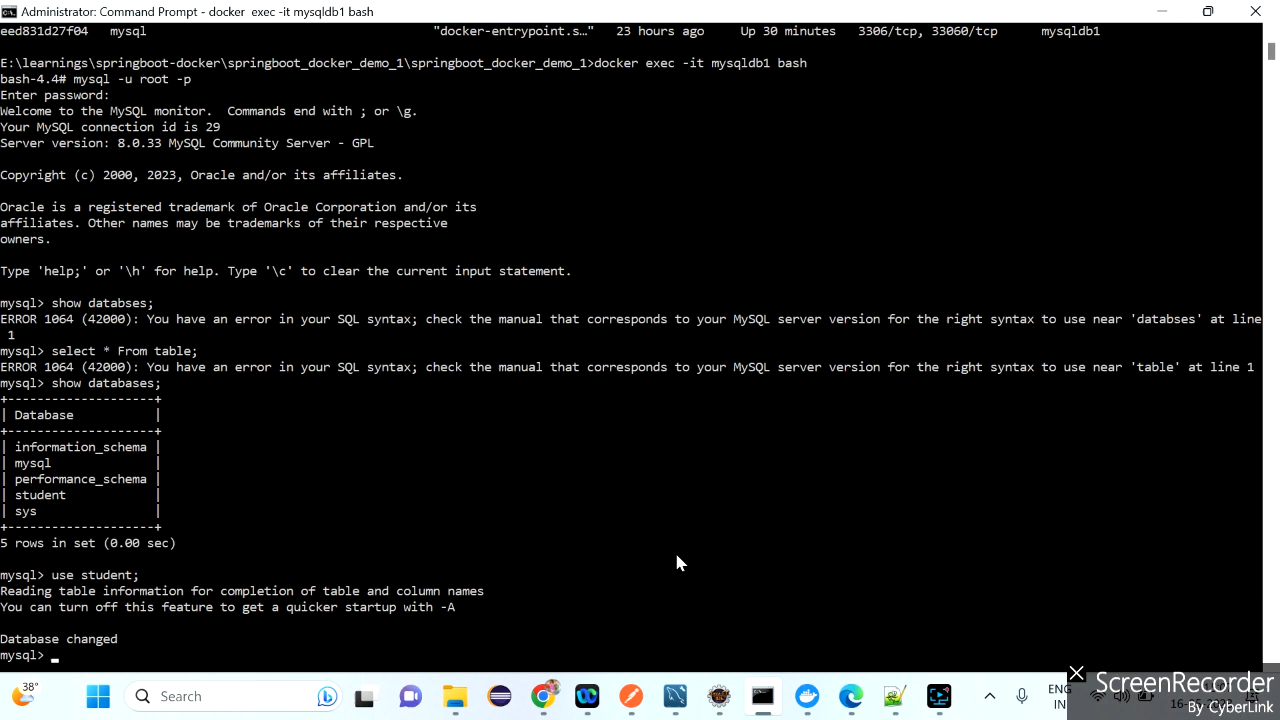 Administrator: Command Prompt - docker exec -it mysqldb1 bash
eed831d27f04 mysql "docker-entrypoint.s…" 23 hours ago Up 30 minutes 3306/tcp, 33060/tcp mysqldb1
E:\learnings\springboot-docker\springboot_docker_demo_1\springboot_docker_demo_1>docker exec -it mysqldb1 bash
bash-4.4# mysql -u root -p
Enter password:
Welcome to the MySQL monitor.  Commands end with ; or \g.
Your MySQL connection id is 29
Server version: 8.0.33 MySQL Community Server - GPL
Copyright (c) 2000, 2023, Oracle and/or its affiliates.
Oracle is a registered trademark of Oracle Corporation and/or its
affiliates. Other names may be trademarks of their respective
owners.
Type 'help;' or '\h' for help. Type '\c' to clear the current input statement.
mysql> show databses;
ERROR 1064 (42000): You have an error in your SQL syntax; check the manual that corresponds to your MySQL server version for the right syntax to use near 'databses' at line
1
mysql> select * From table;
ERROR 1064 (42000): You have an error in your SQL syntax; check the manual that corresponds to your MySQL server version for the right syntax to use near 'table' at line 1
mysql> show databases;
+--------------------+
| Database           |
+--------------------+
| information_schema |
| mysql              |
| performance_schema |
| student            |
| sys                |
+--------------------+
5 rows in set (0.00 sec)
mysql> use student;
Reading table information for completion of table and column names
You can turn off this feature to get a quicker startup with -A
Database changed
mysql>
38°
Search
ENG
IN
ScreenRecorder
By CyberLink